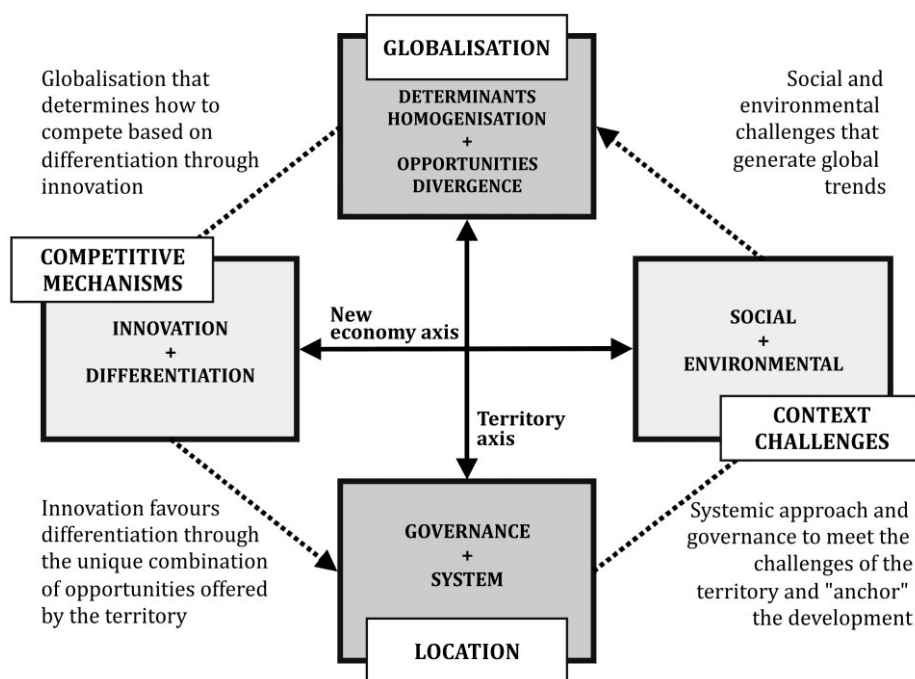 GLOBALISATION
DETERMINANTS
HOMOGENISATION
+
OPPORTUNITIES
DIVERGENCE
Globalisation that
determines how to
compete based on
differentiation through
innovation
Social and
environmental
challenges that
generate global
trends
COMPETITIVE
MECHANISMS
INNOVATION
+
DIFFERENTIATION
New
economy axis
SOCIAL
+
ENVIRONMENTAL
CONTEXT
CHALLENGES
Territory
axis
Innovation favours
differentiation through
the unique combination
of opportunities offered
by the territory
GOVERNANCE
+
SYSTEM
LOCATION
Systemic approach and
governance to meet the
challenges of the
territory and "anchor"
the development